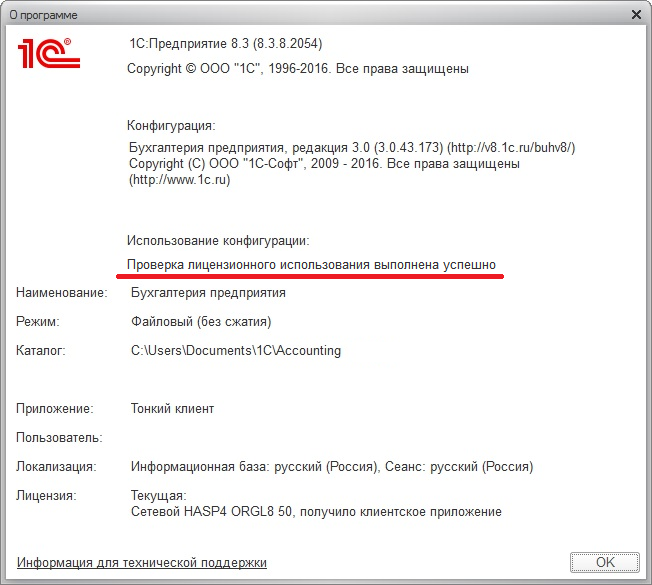 О программе
1С®
1С:Предприятие 8.3 (8.3.8.2054)
Copyright © ООО "1С", 1996-2016. Все права защищены
Конфигурация:
Бухгалтерия предприятия, редакция 3.0 (3.0.43.173) (http://v8.1c.ru/buhv8/)
Copyright (С) ООО "1С-Софт", 2009 - 2016. Все права защищены
(http://www.1c.ru)
Использование конфигурации:
Проверка лицензионного использования выполнена успешно
Наименование: Бухгалтерия предприятия
Режим: Файловый (без сжатия)
Каталог: C:\Users\Documents\1C\Accounting
Приложение: Тонкий клиент
Пользователь:
Локализация: Информационная база: русский (Россия), Сеанс: русский (Россия)
Лицензия: Текущая:
Сетевой HASP4 ORGL8 50, получило клиентское приложение
Информация для технической поддержки
OK